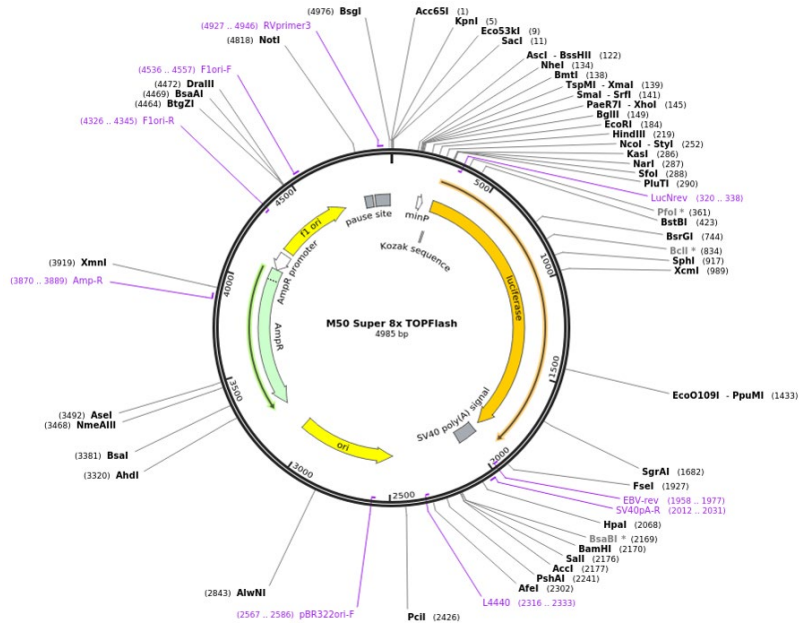 (4976) BsgI
(4927 .. 4946) RVprimer3
(4818) NotI
(4536 .. 4557) F1ori-F
(4472) DraIII
(4469) BsaAI
(4464) BtgZI
(4326 .. 4345) F1ori-R
(3919) XmnI
(3870 .. 3889) Amp-R
(3492) AseI
(3468) NmeAIII
(3381) BsaI
(3320) AhdI
(2843) AlwNI
(2567 .. 2586) pBR322ori-F
Acc65I (1)
KpnI (5)
Eco53kI (9)
SacI (11)
AscI - BssHII (122)
NheI (134)
BmtI (138)
TspMI - XmaI (139)
SmaI - SrfI (141)
PaeR7I - XhoI (145)
BglII (149)
EcoRI (184)
HindIII (219)
NcoI - StyI (252)
KasI (286)
NarI (287)
SfoI (288)
PluTI (290)
LucNrev (320 .. 338)
PfoI * (361)
BstBI (423)
BsrGI (744)
BclI * (834)
SphI (917)
XcmI (989)
EcoO109I - PpuMI (1433)
SgrAI (1682)
FseI (1927)
EBV-rev (1958 .. 1977)
SV40pA-R (2012 .. 2031)
HpaI (2068)
BsaBI * (2169)
BamHI (2170)
SalI (2176)
AccI (2177)
PshAI (2241)
AfeI (2302)
L4440 (2316 .. 2333)
PciI (2426)
500
1000
1500
2000
2500
3000
3500
4000
4500
f1 ori
pause site
minP
Kozak sequence
AmpR promoter
luciferase
AmpR
SV40 poly(A) signal
ori
M50 Super 8x TOPFlash
4985 bp